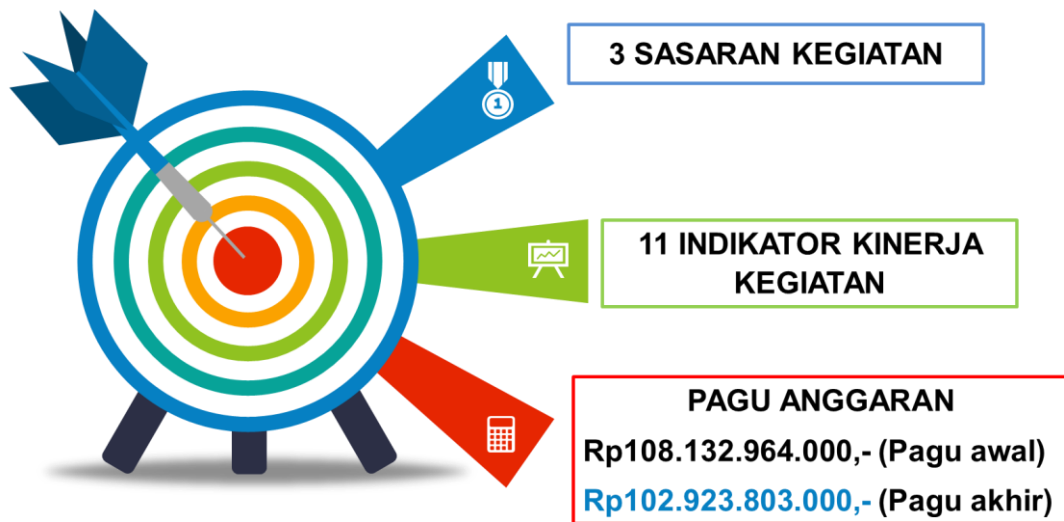 3 SASARAN KEGIATAN
1
11 INDIKATOR KINERJA
KEGIATAN
PAGU ANGGARAN
Rp108.132.964.000,- (Pagu awal)
Rp102.923.803.000,- (Pagu akhir)